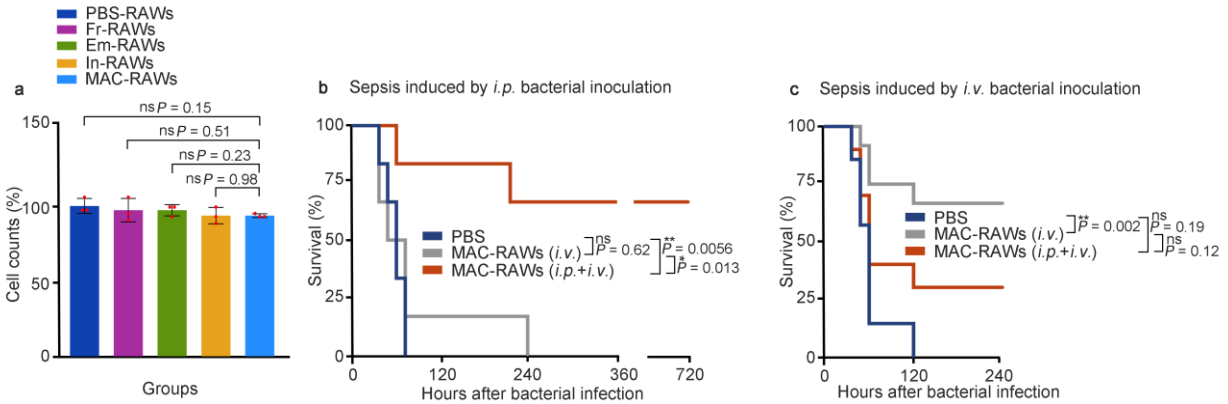 PBS-RAWs
Fr-RAWs
Em-RAWs
In-RAWs
MAC-RAWs
a
ns P = 0.15
ns P = 0.51
ns P = 0.23
ns P = 0.98
Cell counts (%)
150
100
50
0
Groups
b Sepsis induced by i.p. bacterial inoculation
Survival (%)
100
75
50
25
0
PBS
MAC-RAWs (i.v.)
MAC-RAWs (i.p.+i.v.)
ns
P = 0.62
**
P = 0.0056
*
P = 0.013
0 120 240 360 720
Hours after bacterial infection
c Sepsis induced by i.v. bacterial inoculation
Survival (%)
100
75
50
25
0
PBS
MAC-RAWs (i.v.)
MAC-RAWs (i.p.+i.v.)
**
P = 0.002
ns
P = 0.19
ns
P = 0.12
0 120 240
Hours after bacterial infection